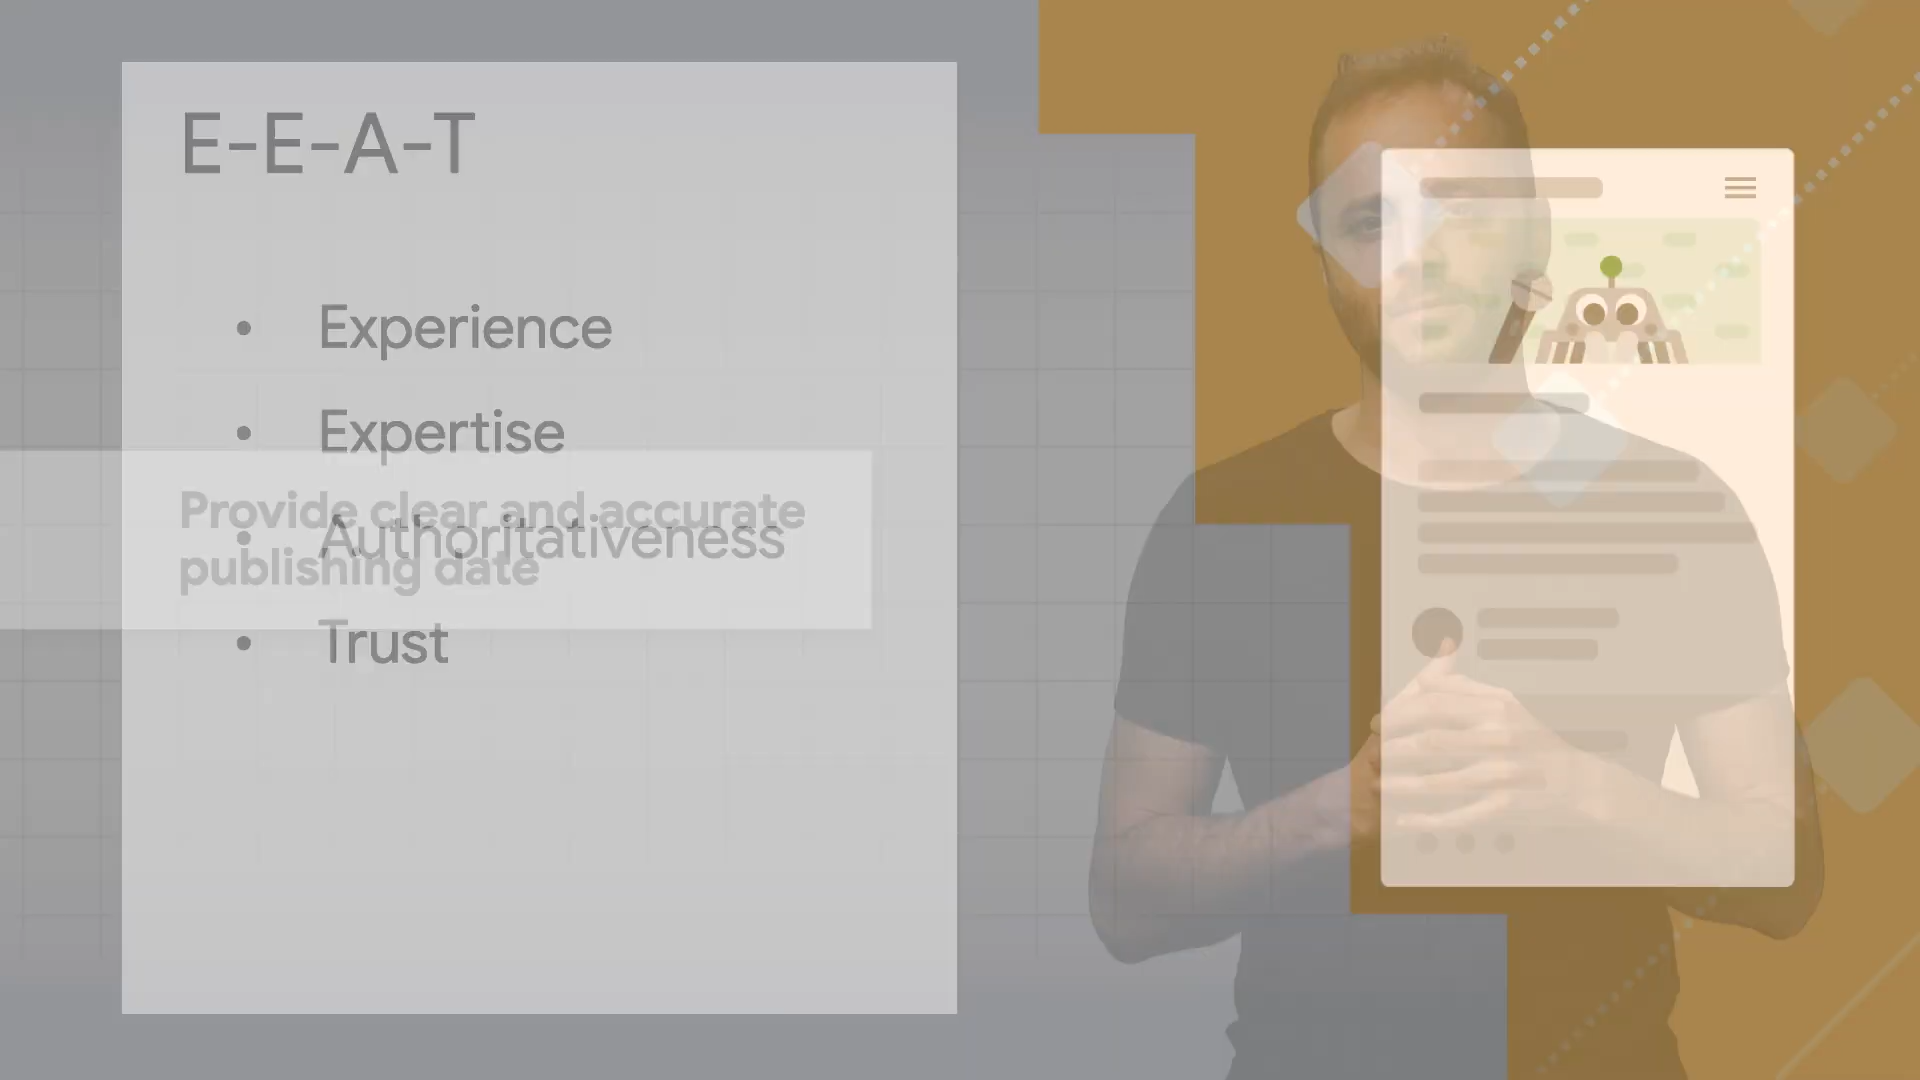 E-E-A-T
• Experience
• Expertise
Provide clear and accurate
• Authoritativeness
publishing date
• Trust